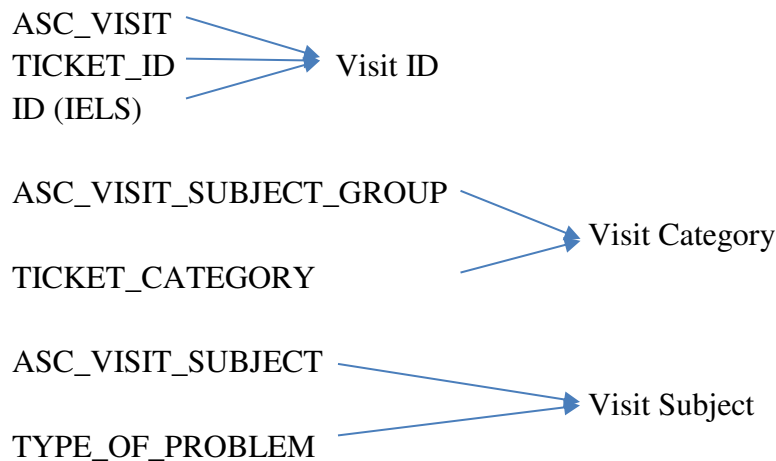 ASC_VISIT
TICKET_ID
Visit ID
ID (IELS)
ASC_VISIT_SUBJECT_GROUP
Visit Category
TICKET_CATEGORY
ASC_VISIT_SUBJECT
Visit Subject
TYPE_OF_PROBLEM